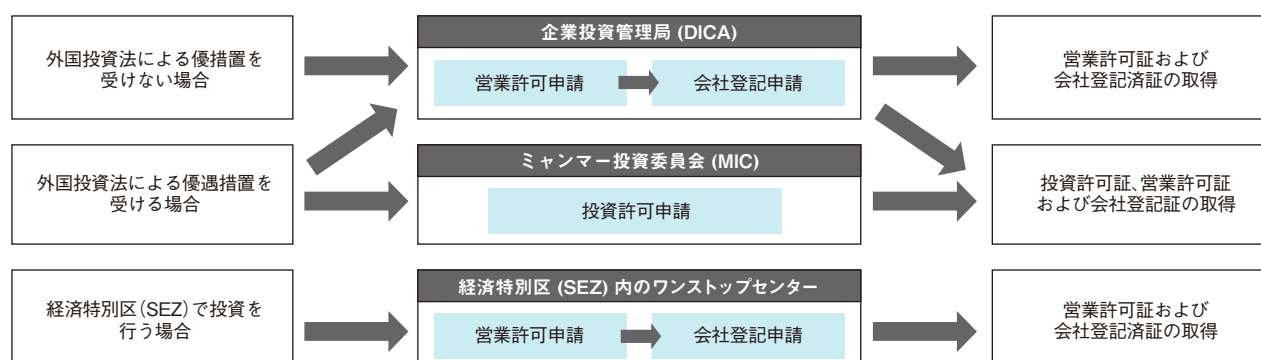 外国投資法による優措置を
受けない場合
企業投資管理局 (DICA)
営業許可申請
会社登記申請
営業許可証および
会社登記済証の取得
外国投資法による優遇措置を
受ける場合
ミャンマー投資委員会 (MIC)
投資許可申請
投資許可証、営業許可証
および会社登記証の取得
経済特別区(SEZ)で投資を
行う場合
経済特別区 (SEZ) 内のワンストップセンター
営業許可申請
会社登記申請
営業許可証および
会社登記済証の取得